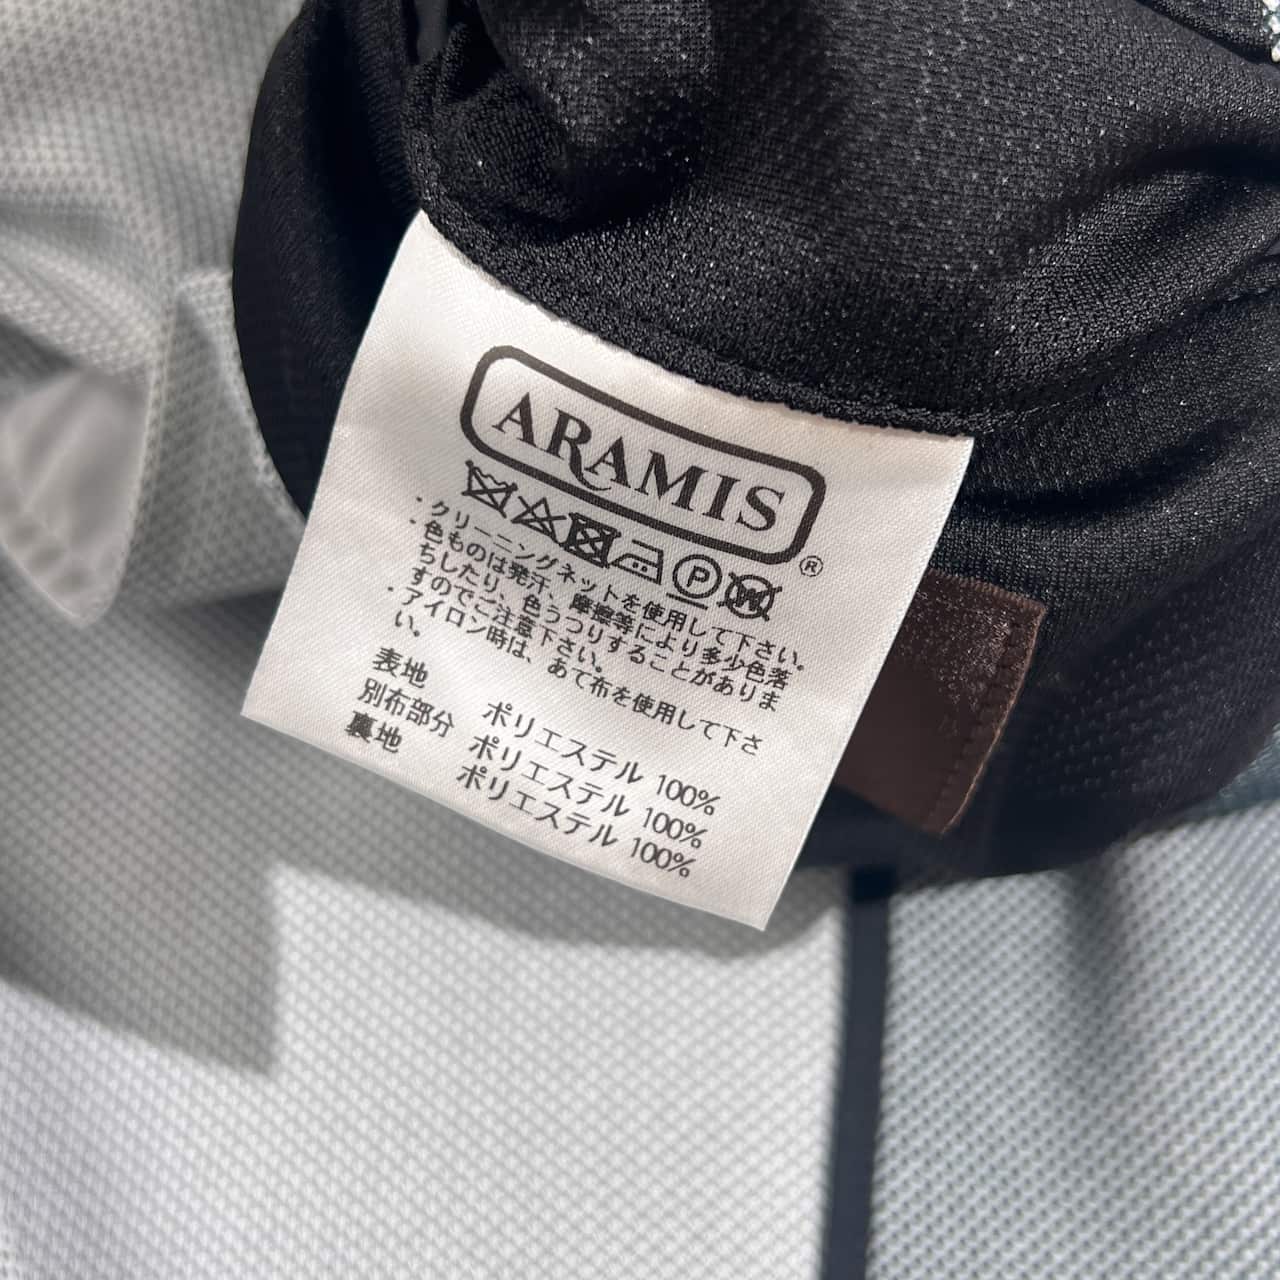 ARAMIS
®
P
W
・クリーニングネットを使用して下さい。
・色ものは発汗、摩擦等により多少色落
ちしたり、色うつりすることがありま
すのでご注意下さい。
・アイロン時は、あて布を使用して下さ
い。
表地 ポリエステル 100%
別布部分 ポリエステル 100%
裏地 ポリエステル 100%